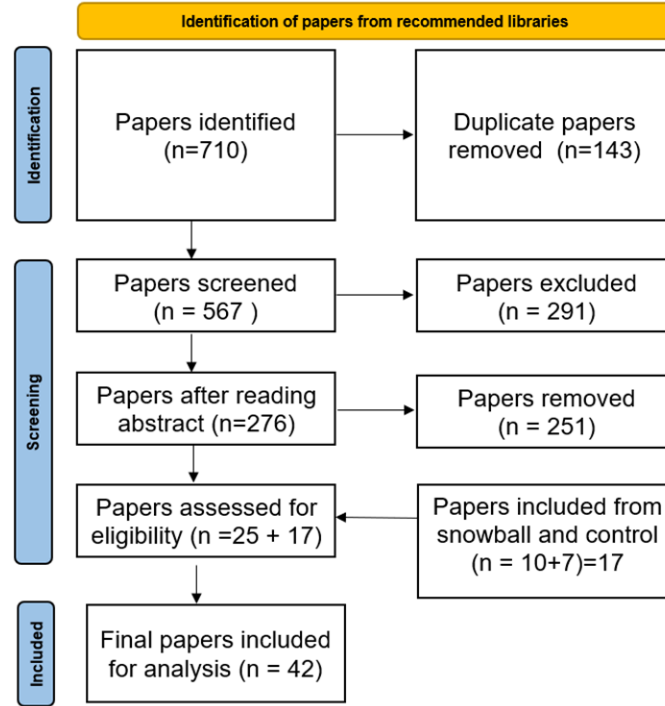 Identification of papers from recommended libraries
Identification
Papers identified
(n=710)
Duplicate papers
removed (n=143)
Screening
Papers screened
(n = 567 )
Papers excluded
(n = 291)
Papers after reading
abstract (n=276)
Papers removed
(n = 251)
Papers assessed for
eligibility (n =25 + 17)
Papers included from
snowball and control
(n = 10+7)=17
Included
Final papers included
for analysis (n = 42)